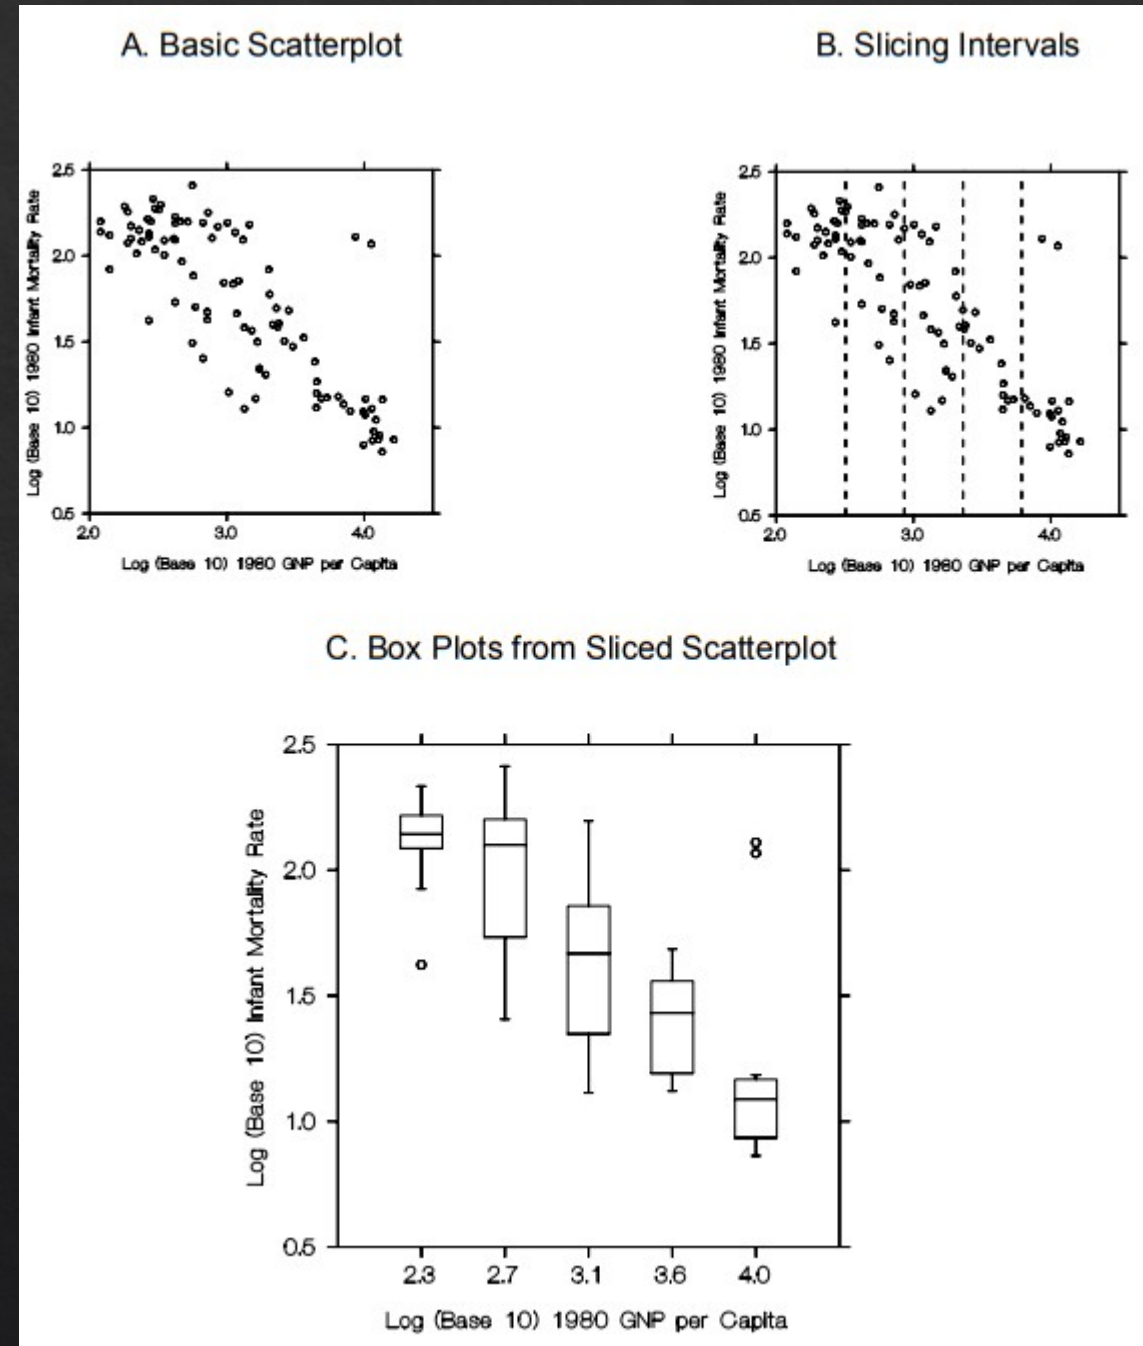 A. Basic Scatterplot
B. Slicing Intervals
2.5
2.0
1.5
1.0
0.5
Log (Base 10) 1980 Infant Mortality Rate
2.0
3.0
4.0
Log (Base 10) 1980 GNP per Capita
2.5
2.0
1.5
1.0
0.5
Log (Base 10) 1980 Infant Mortality Rate
2.0
3.0
4.0
Log (Base 10) 1980 GNP per Capita
C. Box Plots from Sliced Scatterplot
2.5
2.0
1.5
1.0
0.5
Log (Base 10) Infant Mortality Rate
2.3
2.7
3.1
3.6
4.0
Log (Base 10) 1980 GNP per Capita